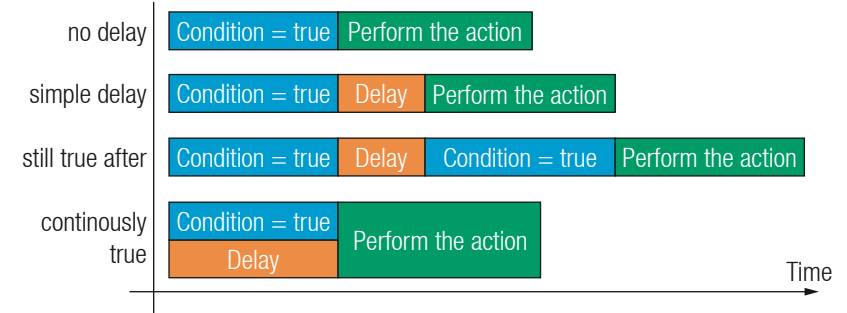 no delay Condition = true Perform the action
simple delay Condition = true Delay Perform the action
still true after Condition = true Delay Condition = true Perform the action
continously
true
Condition = true
Delay
Perform the action
Time